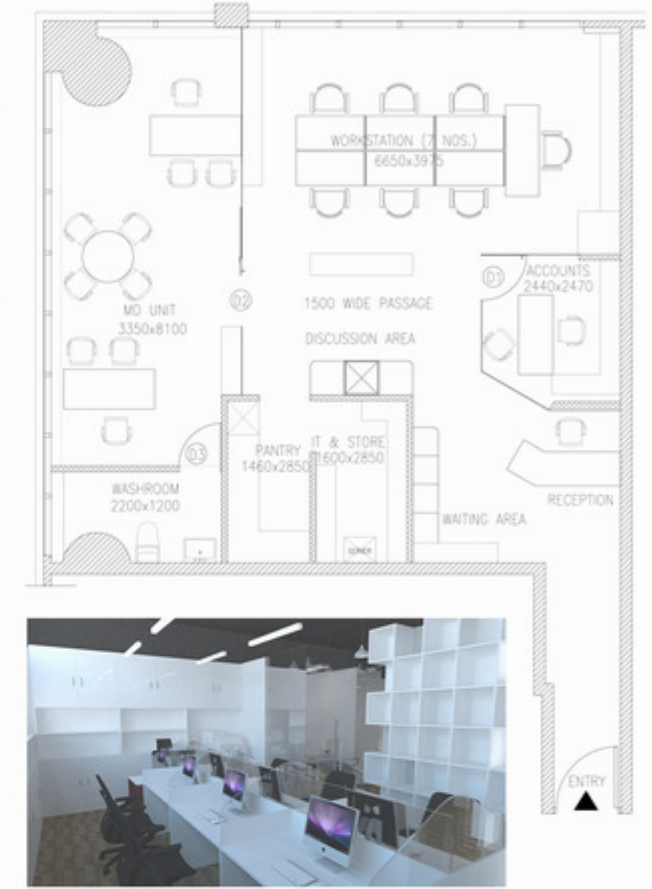 WORKSTATION (7 NOS.)
6650x3975
D1
ACCOUNTS
2440x2470
D2
1500 WIDE PASSAGE
MD UNIT
3350x8100
DISCUSSION AREA
D3
PANTRY
1460x2850
IT & STORE
1600x2850
WASHROOM
2200x1200
RECEPTION
WAITING AREA
ENTRY